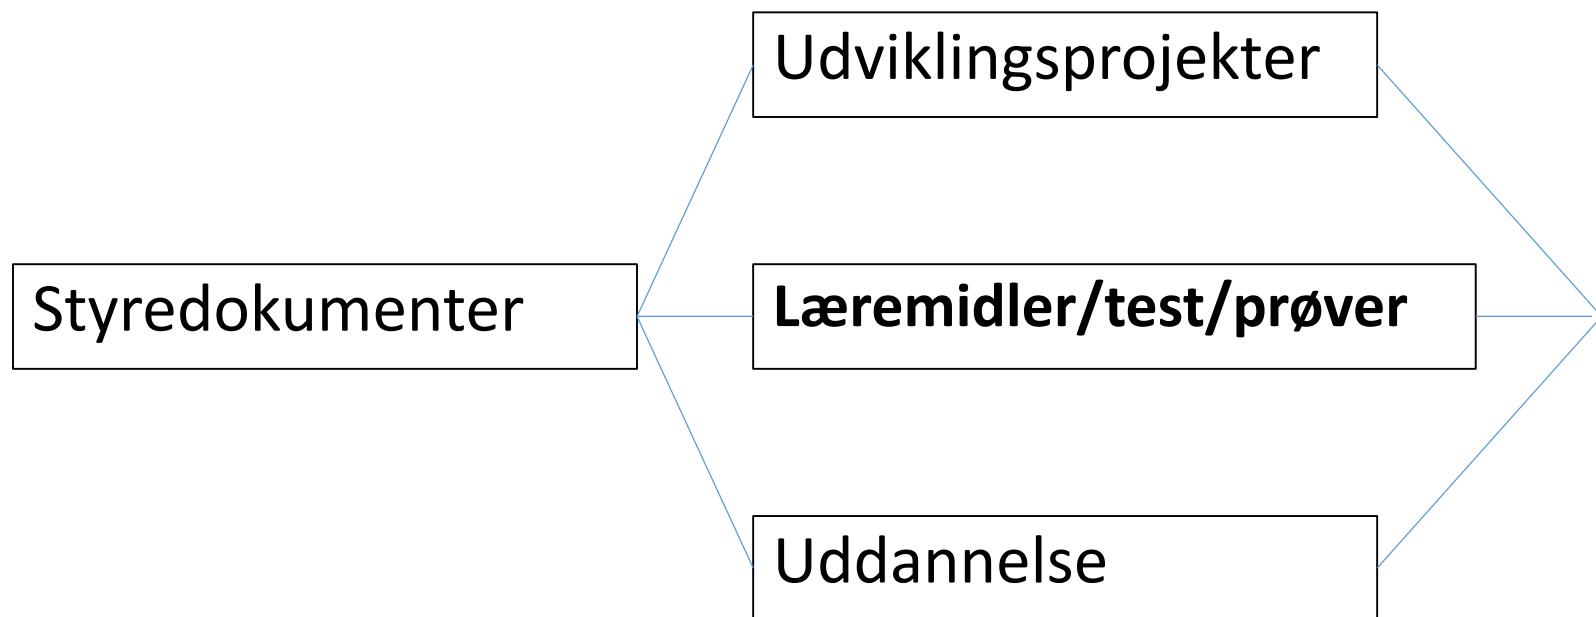 Udviklingsprojekter
Styredokumenter
Læremidler/test/prøver
Uddannelse